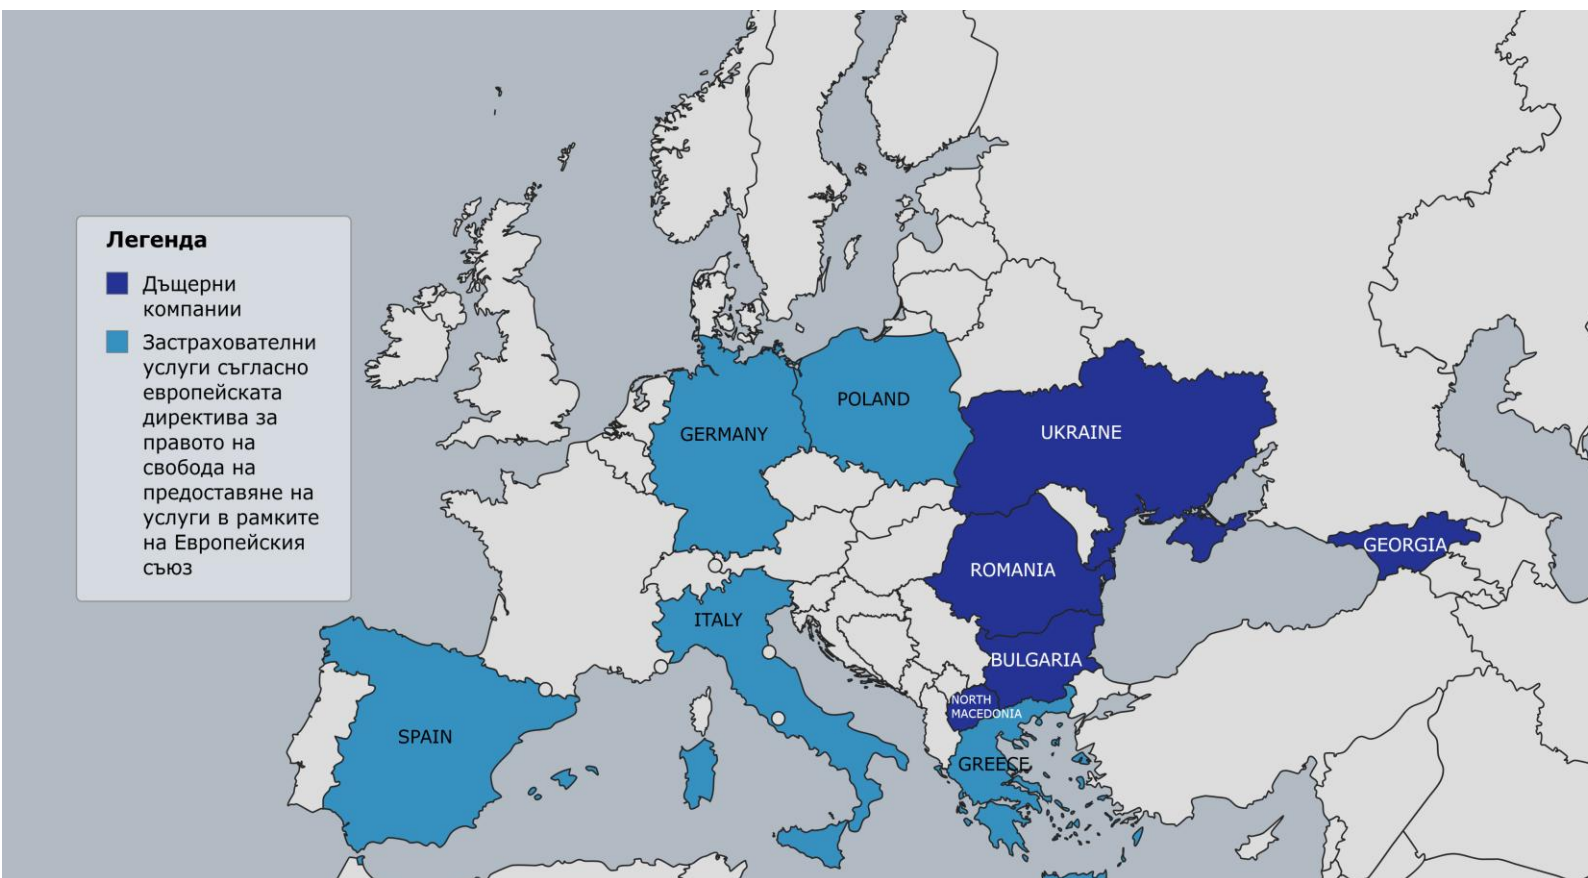 Легенда
Дъщерни
компании
Застрахователни
услуги съгласно
европейската
директива за
правото на
свобода на
предоставяне на
услуги в рамките
на Европейския
съюз
POLAND
GERMANY
UKRAINE
GEORGIA
ROMANIA
ITALY
BULGARIA
NORTH
MACEDONIA
SPAIN
GREECE